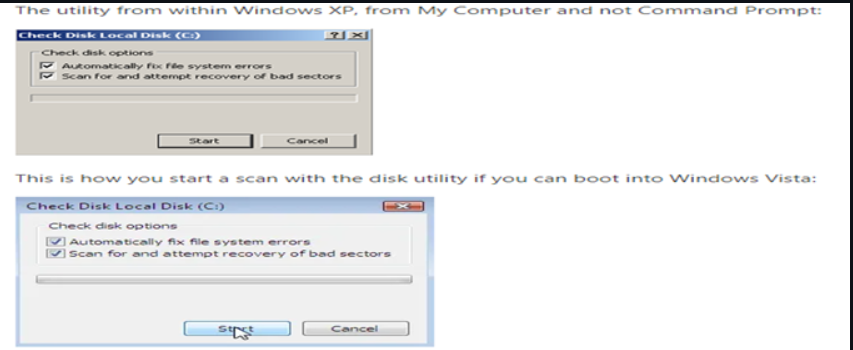 The utility from within Windows XP, from My Computer and not Command Prompt:
Check Disk Local Disk (C:)
Check disk options
Automatically fix file system errors
Scan for and attempt recovery of bad sectors
Start Cancel
This is how you start a scan with the disk utility if you can boot into Windows Vista:
Check Disk Local Disk (C:)
Check disk options
Automatically fix file system errors
Scan for and attempt recovery of bad sectors
Start Cancel